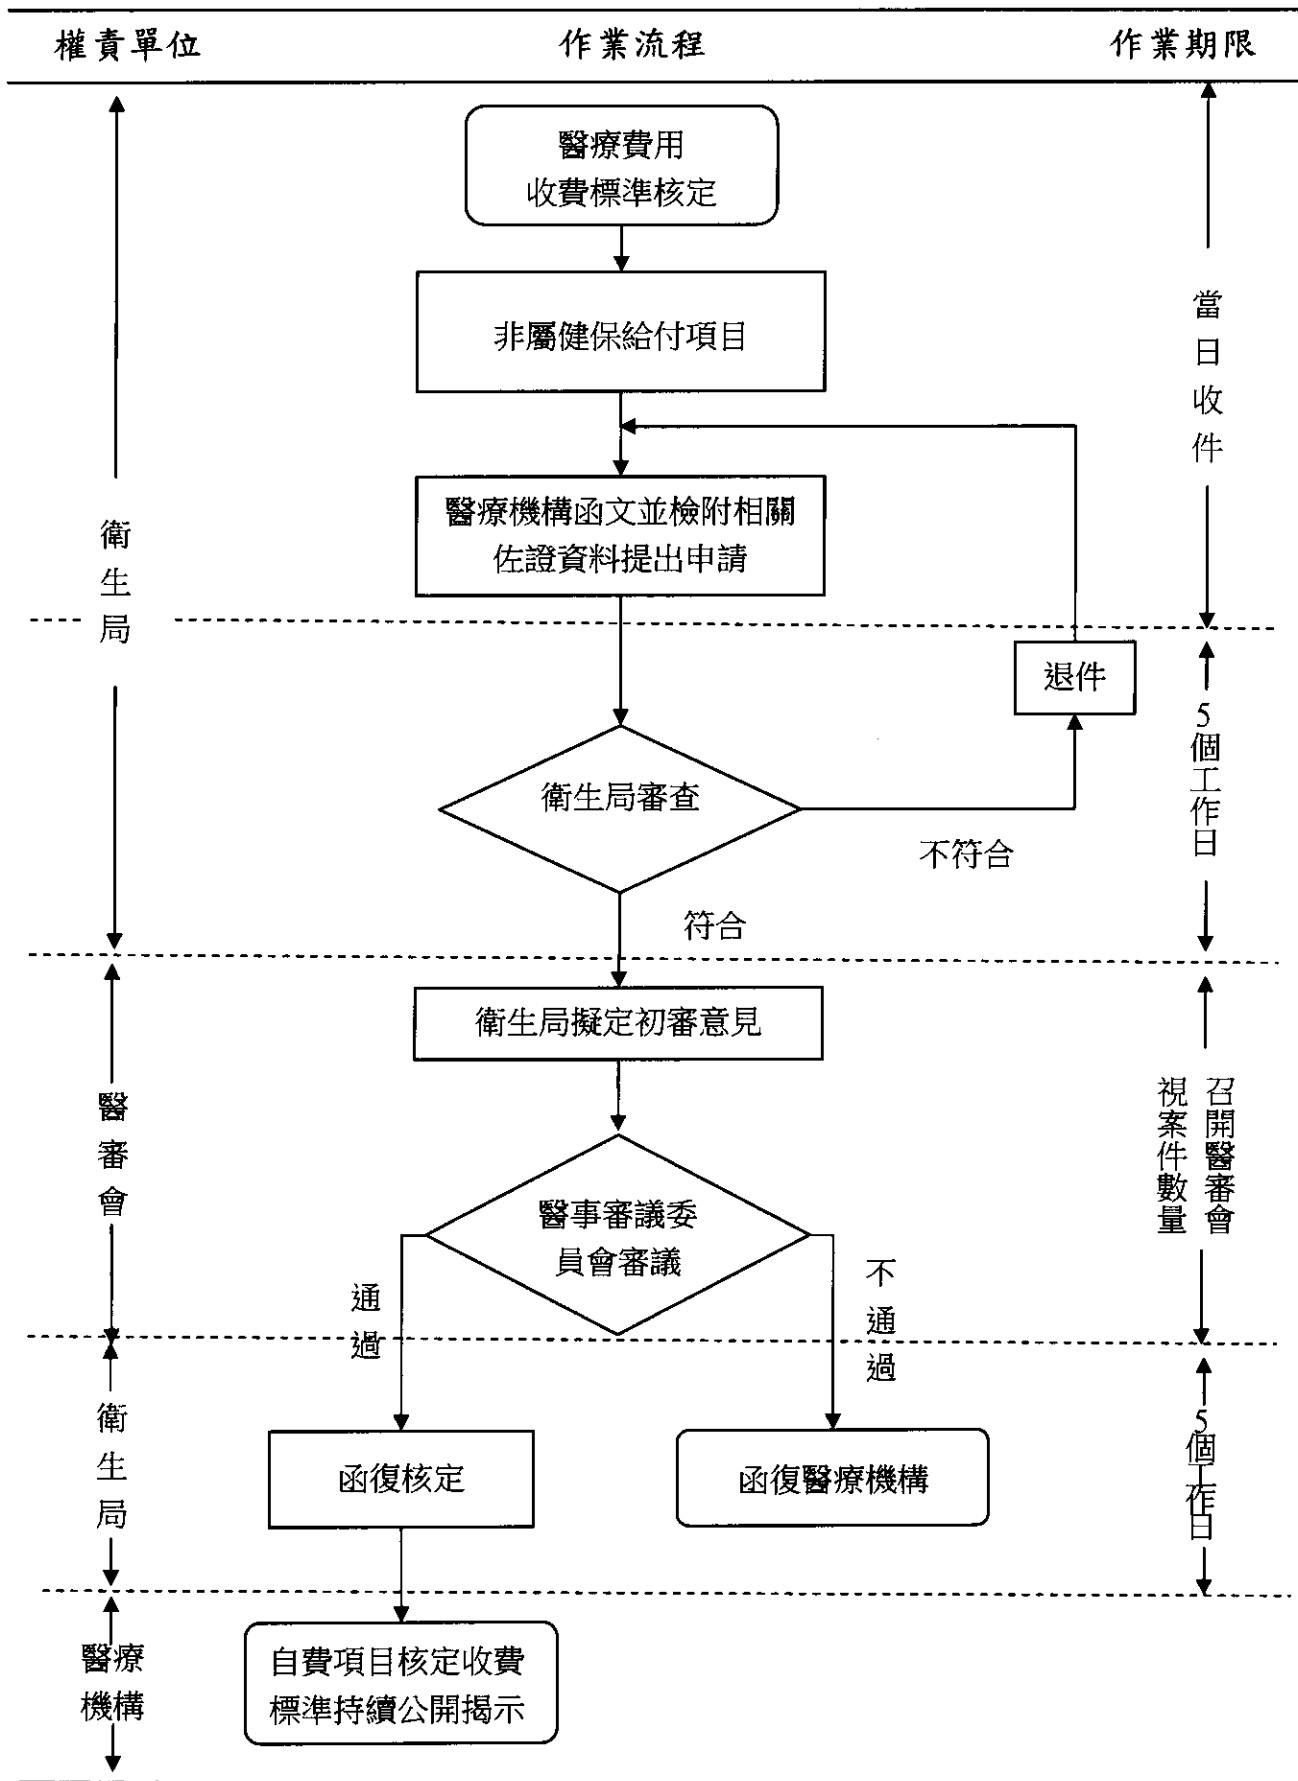 權責單位 作業流程 作業期限
醫療費用
收費標準核定
非屬健保給付項目
當日收件
醫療機構函文並檢附相關
佐證資料提出申請
衛生局
退件
5個工作日
衛生局審查
不符合
符合
衛生局擬定初審意見
醫審會
召開醫審會
視案件數量
醫事審議委
員會審議
通過
不通過
衛生局
函復核定
函復醫療機構
5個工作日
醫療
機構
自費項目核定收費
標準持續公開揭示